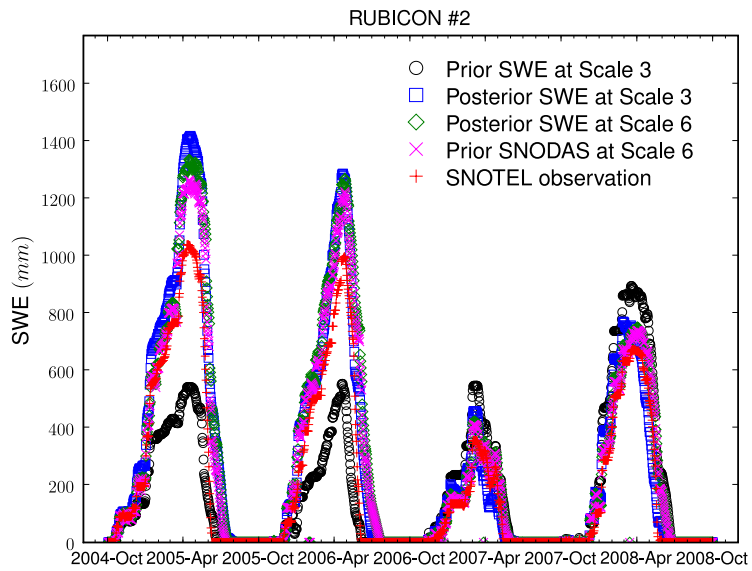 RUBICON #2
Prior SWE at Scale 3
Posterior SWE at Scale 3
Posterior SWE at Scale 6
Prior SNODAS at Scale 6
SNOTEL observation
SWE (mm)
1600
1400
1200
1000
800
600
400
200
0
2004-Oct 2005-Apr 2005-Oct 2006-Apr 2006-Oct 2007-Apr 2007-Oct 2008-Apr 2008-Oct